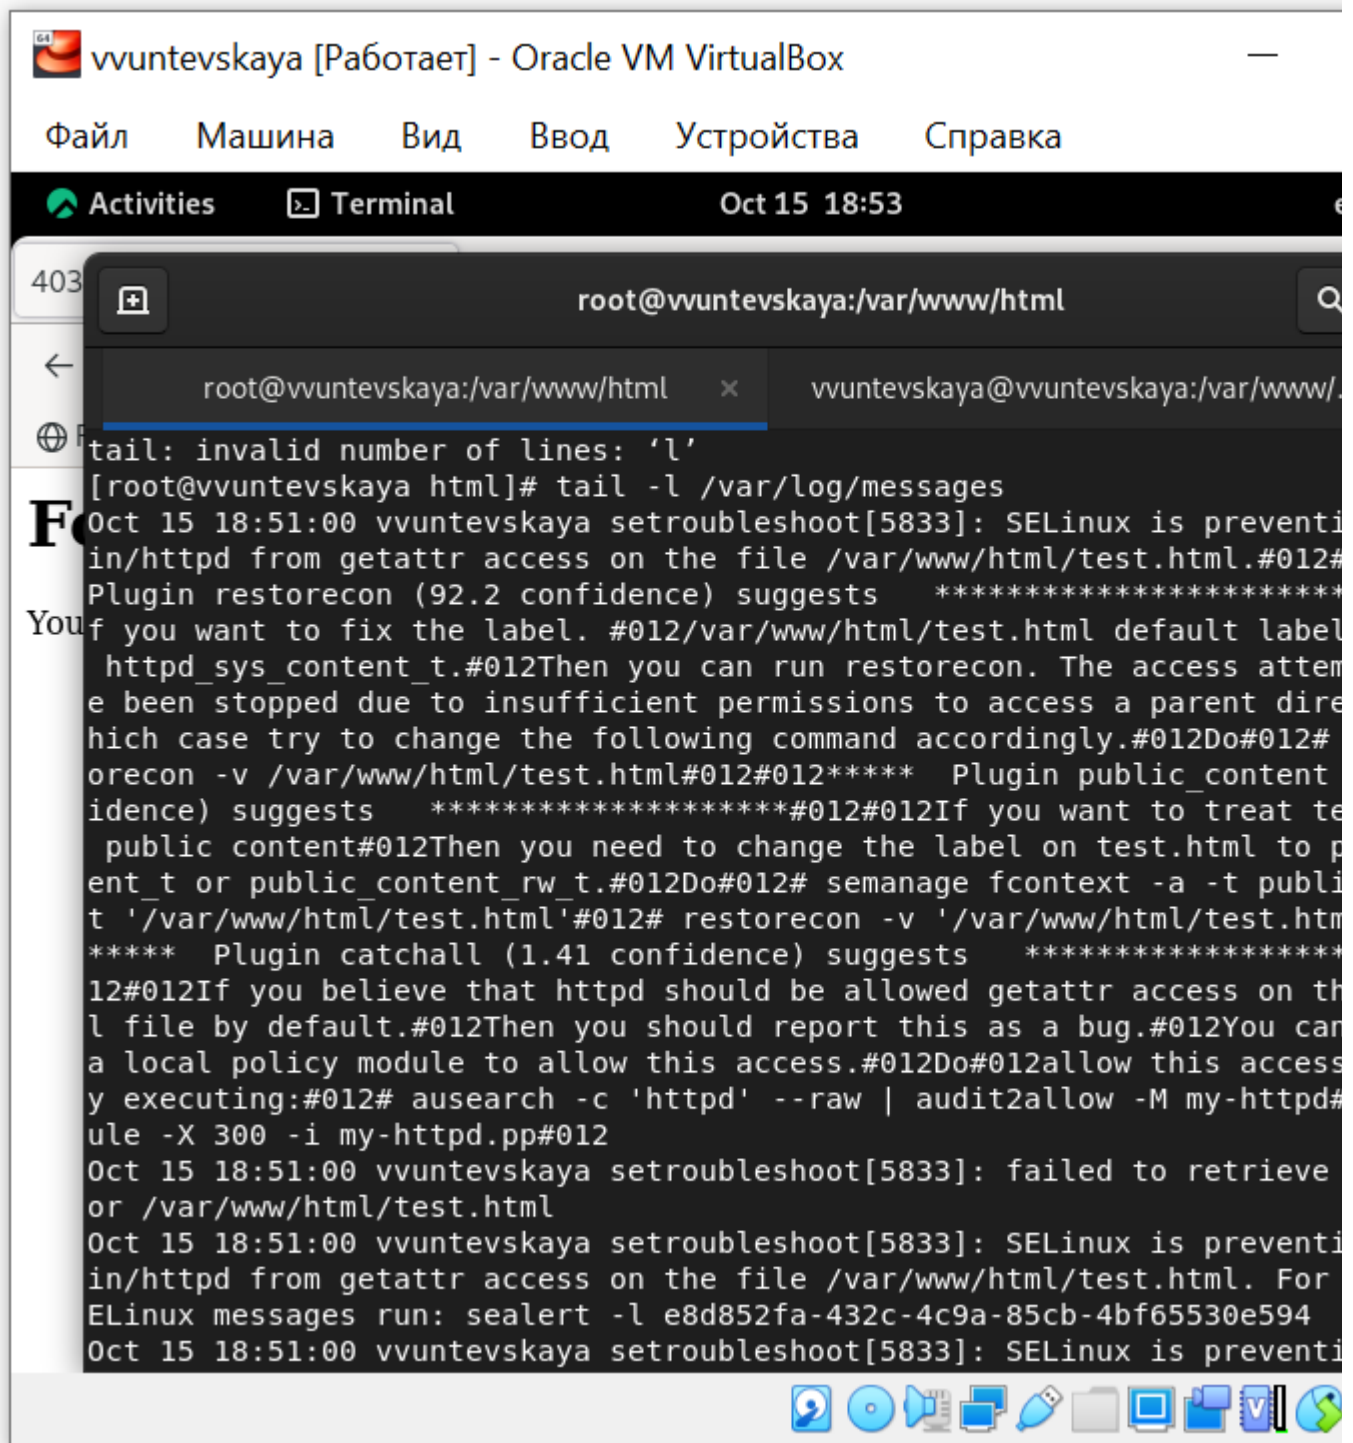 64
vvuntevskaya [Работает] - Oracle VM VirtualBox
Файл Машина Вид Ввод Устройства Справка
Activities Terminal Oct 15 18:53
403
root@vvuntevskaya:/var/www/html
root@vvuntevskaya:/var/www/html × vvuntevskaya@vvuntevskaya:/var/www/.
tail: invalid number of lines: ‘l’
[root@vvuntevskaya html]# tail -l /var/log/messages
Oct 15 18:51:00 vvuntevskaya setroubleshoot[5833]: SELinux is preventi
in/httpd from getattr access on the file /var/www/html/test.html.#012#
Plugin restorecon (92.2 confidence) suggests   ***********************
You
f you want to fix the label. #012/var/www/html/test.html default label
httpd_sys_content_t.#012Then you can run restorecon. The access attem
e been stopped due to insufficient permissions to access a parent dire
hich case try to change the following command accordingly.#012Do#012#
orecon -v /var/www/html/test.html#012#012*****  Plugin public_content
idence) suggests   ********************#012#012If you want to treat te
public content#012Then you need to change the label on test.html to p
ent_t or public_content_rw_t.#012Do#012# semanage fcontext -a -t publi
t '/var/www/html/test.html'#012# restorecon -v '/var/www/html/test.htm
*****  Plugin catchall (1.41 confidence) suggests   ******************
12#012If you believe that httpd should be allowed getattr access on th
l file by default.#012Then you should report this as a bug.#012You can
a local policy module to allow this access.#012Do#012allow this access
y executing:#012# ausearch -c 'httpd' --raw | audit2allow -M my-httpd#
ule -X 300 -i my-httpd.pp#012
Oct 15 18:51:00 vvuntevskaya setroubleshoot[5833]: failed to retrieve
or /var/www/html/test.html
Oct 15 18:51:00 vvuntevskaya setroubleshoot[5833]: SELinux is preventi
in/httpd from getattr access on the file /var/www/html/test.html. For
ELinux messages run: sealert -l e8d852fa-432c-4c9a-85cb-4bf65530e594
Oct 15 18:51:00 vvuntevskaya setroubleshoot[5833]: SELinux is preventi